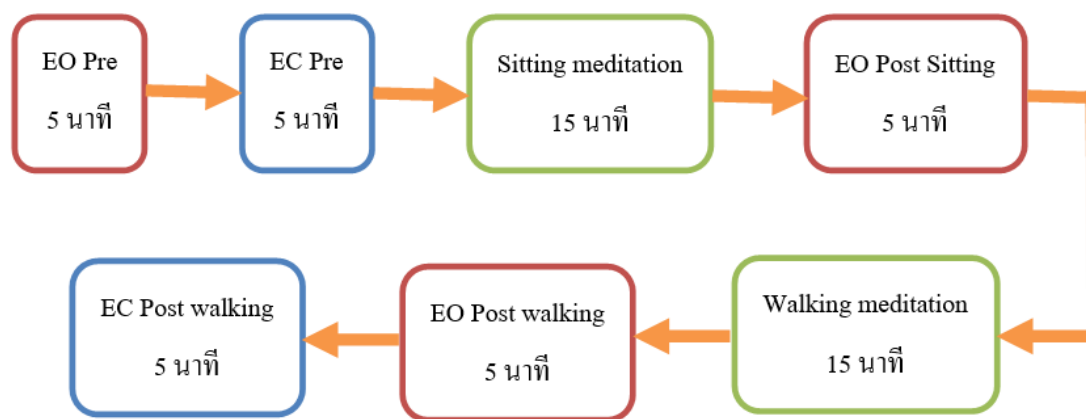 EO Pre
5 นาที
EC Pre
5 นาที
Sitting meditation
15 นาที
EO Post Sitting
5 นาที
Walking meditation
15 นาที
EO Post walking
5 นาที
EC Post walking
5 นาที